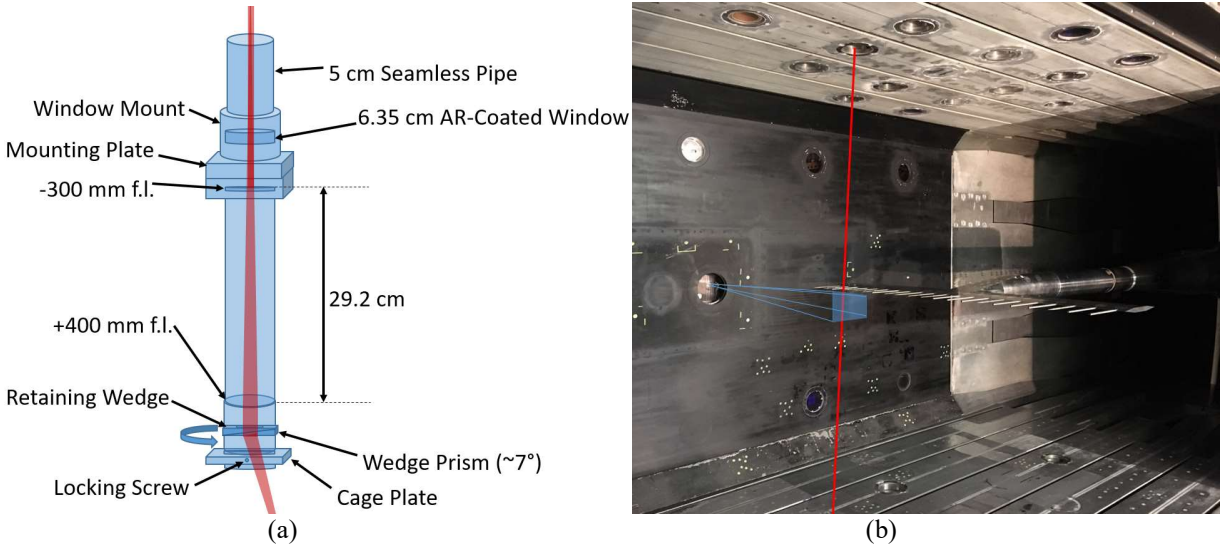 5 cm Seamless Pipe
Window Mount
6.35 cm AR-Coated Window
Mounting Plate
-300 mm f.l.
29.2 cm
+400 mm f.l.
Retaining Wedge
Wedge Prism (~7°)
Locking Screw
Cage Plate
(a)
(b)